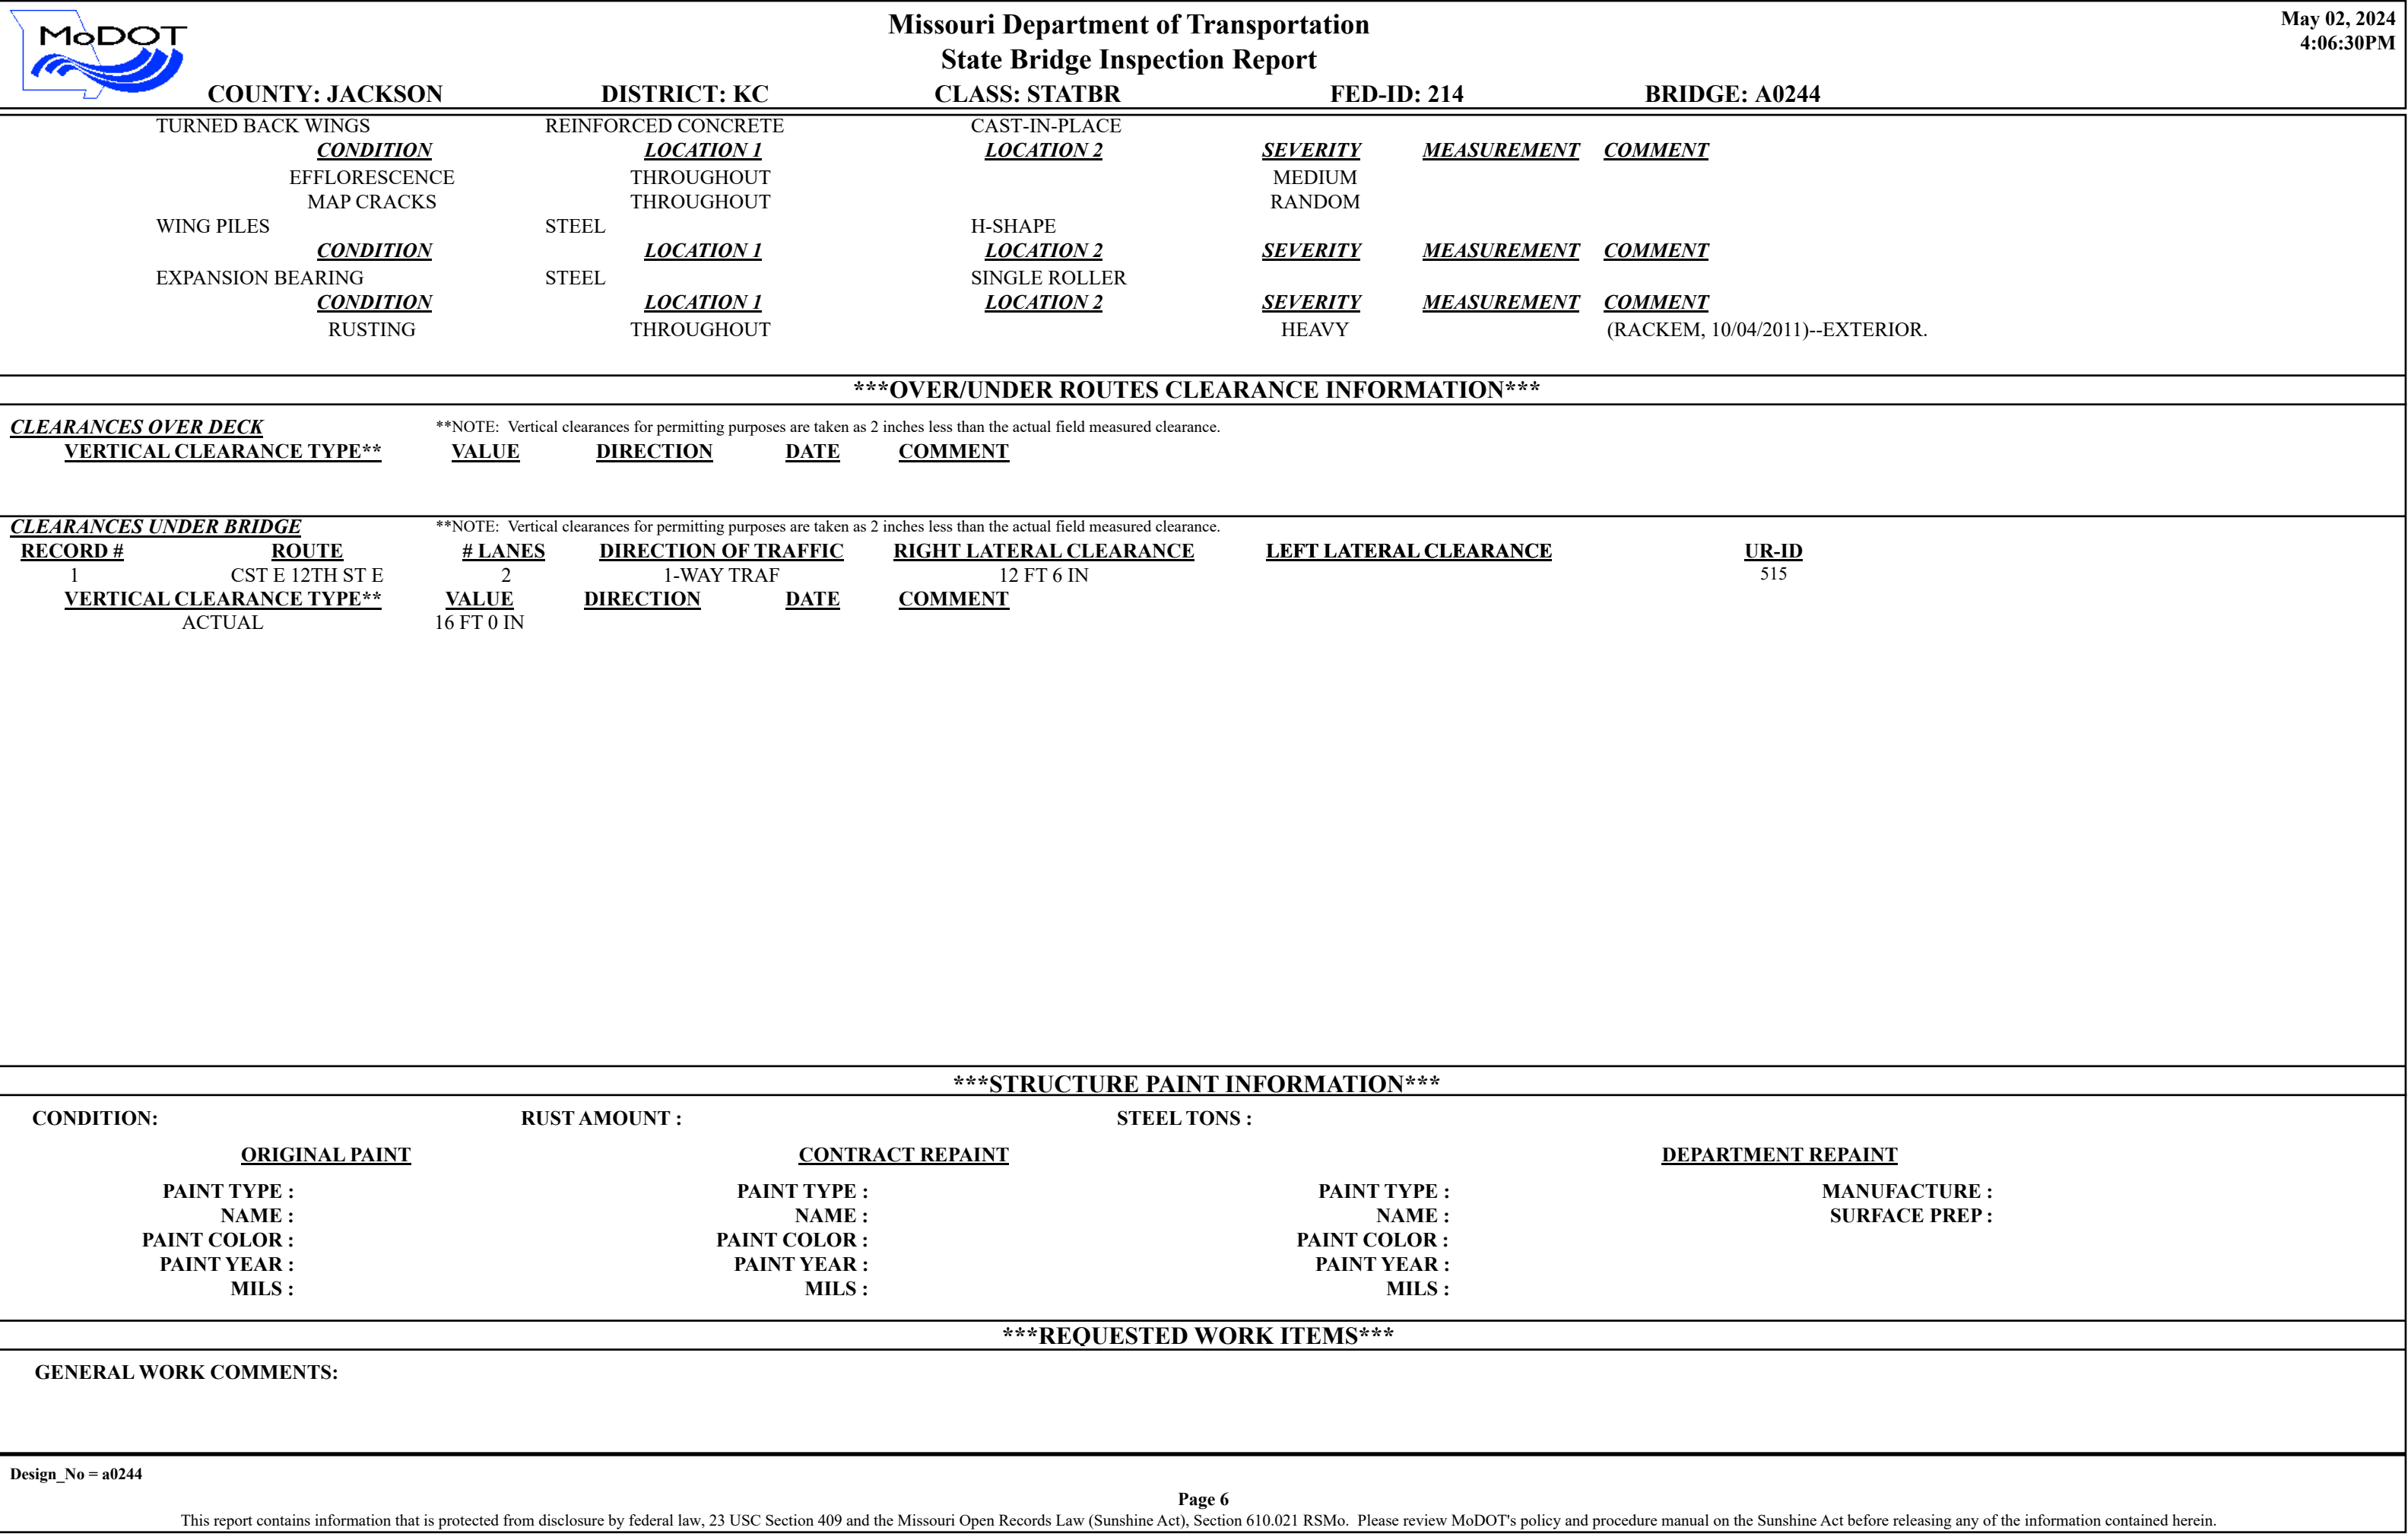 MoDOT
Missouri Department of Transportation
State Bridge Inspection Report
May 02, 2024
4:06:30PM
COUNTY: JACKSON DISTRICT: KC CLASS: STATBR FED-ID: 214 BRIDGE: A0244
TURNED BACK WINGS REINFORCED CONCRETE CAST-IN-PLACE
CONDITION LOCATION 1 LOCATION 2 SEVERITY MEASUREMENT COMMENT
EFFLORESCENCE THROUGHOUT MEDIUM
MAP CRACKS THROUGHOUT RANDOM
WING PILES STEEL H-SHAPE
CONDITION LOCATION 1 LOCATION 2 SEVERITY MEASUREMENT COMMENT
EXPANSION BEARING STEEL SINGLE ROLLER
CONDITION LOCATION 1 LOCATION 2 SEVERITY MEASUREMENT COMMENT
RUSTING THROUGHOUT HEAVY (RACKEM, 10/04/2011)--EXTERIOR.
***OVER/UNDER ROUTES CLEARANCE INFORMATION***
CLEARANCES OVER DECK **NOTE: Vertical clearances for permitting purposes are taken as 2 inches less than the actual field measured clearance.
VERTICAL CLEARANCE TYPE** VALUE DIRECTION DATE COMMENT
CLEARANCES UNDER BRIDGE **NOTE: Vertical clearances for permitting purposes are taken as 2 inches less than the actual field measured clearance.
RECORD # ROUTE # LANES DIRECTION OF TRAFFIC RIGHT LATERAL CLEARANCE LEFT LATERAL CLEARANCE UR-ID
1 CST E 12TH ST E 2 1-WAY TRAF 12 FT 6 IN 515
VERTICAL CLEARANCE TYPE** VALUE DIRECTION DATE COMMENT
ACTUAL 16 FT 0 IN
***STRUCTURE PAINT INFORMATION***
CONDITION: RUST AMOUNT : STEEL TONS :
ORIGINAL PAINT CONTRACT REPAINT DEPARTMENT REPAINT
PAINT TYPE : PAINT TYPE : PAINT TYPE : MANUFACTURE :
NAME : NAME : NAME : SURFACE PREP :
PAINT COLOR : PAINT COLOR : PAINT COLOR :
PAINT YEAR : PAINT YEAR : PAINT YEAR :
MILS : MILS : MILS :
***REQUESTED WORK ITEMS***
GENERAL WORK COMMENTS:
Design_No = a0244
Page 6
This report contains information that is protected from disclosure by federal law, 23 USC Section 409 and the Missouri Open Records Law (Sunshine Act), Section 610.021 RSMo. Please review MoDOT's policy and procedure manual on the Sunshine Act before releasing any of the information contained herein.